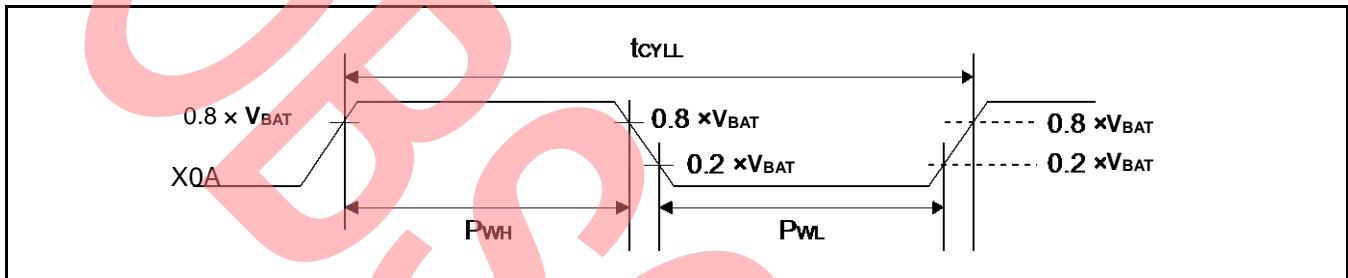 tCYLL
0.8 × VBAT
0.8 ×VBAT
0.8 ×VBAT
0.2 ×VBAT
0.2 ×VBAT
X0A
PWH
PWL